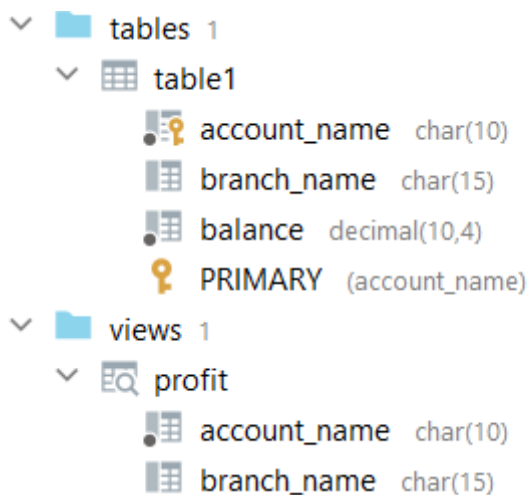 tables 1
table1
account_name char(10)
branch_name char(15)
balance decimal(10,4)
PRIMARY (account_name)
views 1
profit
account_name char(10)
branch_name char(15)